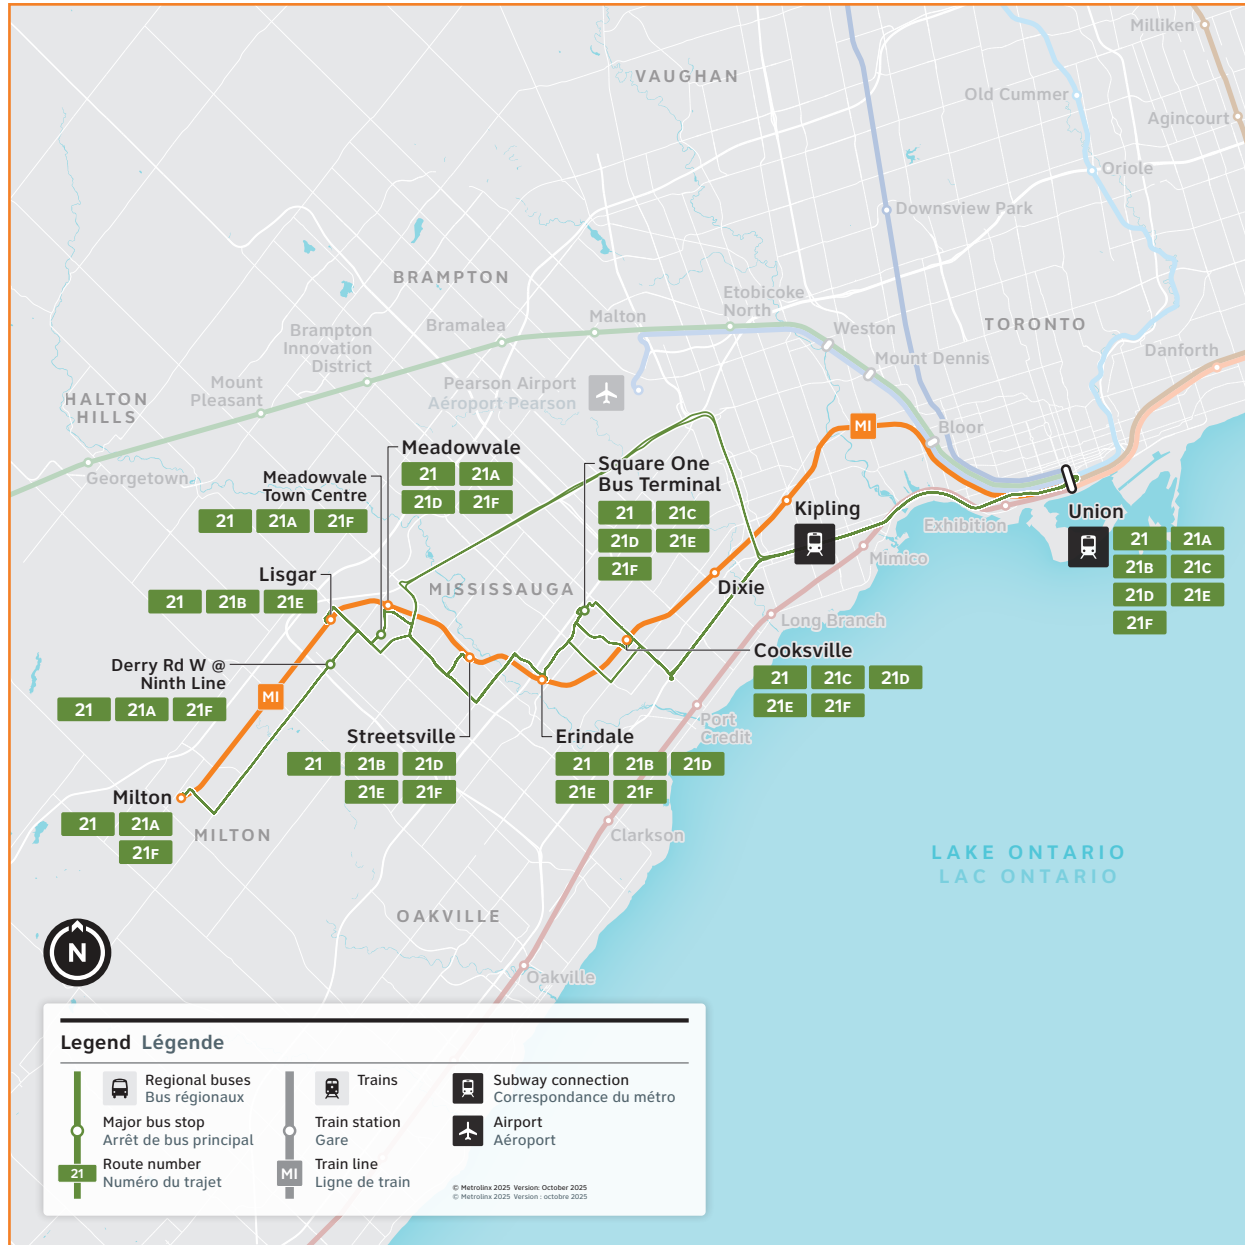 Milliken
VAUGHAN
Old Cummer
Agincourt
Oriole
Downsview Park
BRAMPTON
Etobicoke
North
Malton
Bramalea
Brampton
Innovation
District
Weston
TORONTO
Mount Dennis
Danforth
Mount
Pleasant
Pearson Airport
Aéroport Pearson
HALTON
HILLS
Georgetown
MI
Bloor
Meadowvale
21 21A
21D 21F
Meadowvale
Town Centre
21 21A 21F
Square One
Bus Terminal
21 21C
21D 21E
21F
Kipling
Exhibition
Union
21 21A
21B 21C
21D 21E
21F
Mimico
Lisgar
21 21B 21E
MISSISSAUGA
Dixie
Long Branch
Derry Rd W @
Ninth Line
21 21A 21F
MI
Cooksville
21 21C 21D
21E 21F
Port
Credit
Streetsville
21 21B 21D
21E 21F
Erindale
21 21B 21D
21E 21F
Milton
21 21A
21F
MILTON
Clarkson
LAKE ONTARIO
LAC ONTARIO
OAKVILLE
N
Oakville
Legend Légende
Regional buses
Bus régionaux
Major bus stop
Arrêt de bus principal
21
Route number
Numéro du trajet
Trains
Train station
Gare
MI
Train line
Ligne de train
Subway connection
Correspondance du métro
Airport
Aéroport
© Metrolinx 2025 Version: October 2025
© Metrolinx 2025 Version : octobre 2025